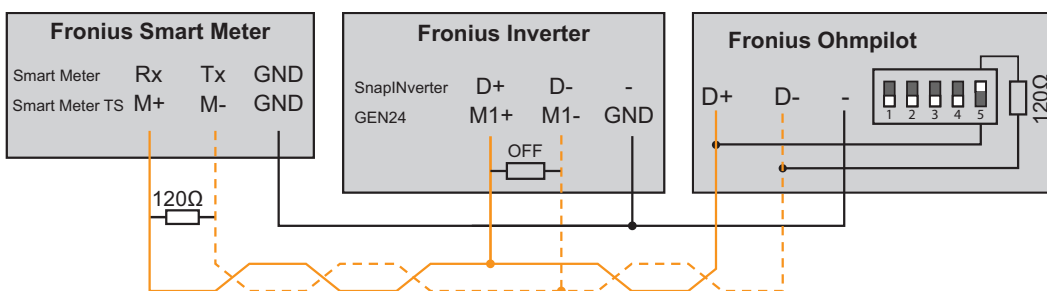 Fronius Smart Meter
Smart Meter Rx Tx GND
Smart Meter TS M+ M- GND
120Ω
Fronius Inverter
SnapINverter D+ D- -
GEN24 M1+ M1- GND
OFF
Fronius Ohmpilot
D+ D- -
1 2 3 4 5
120Ω